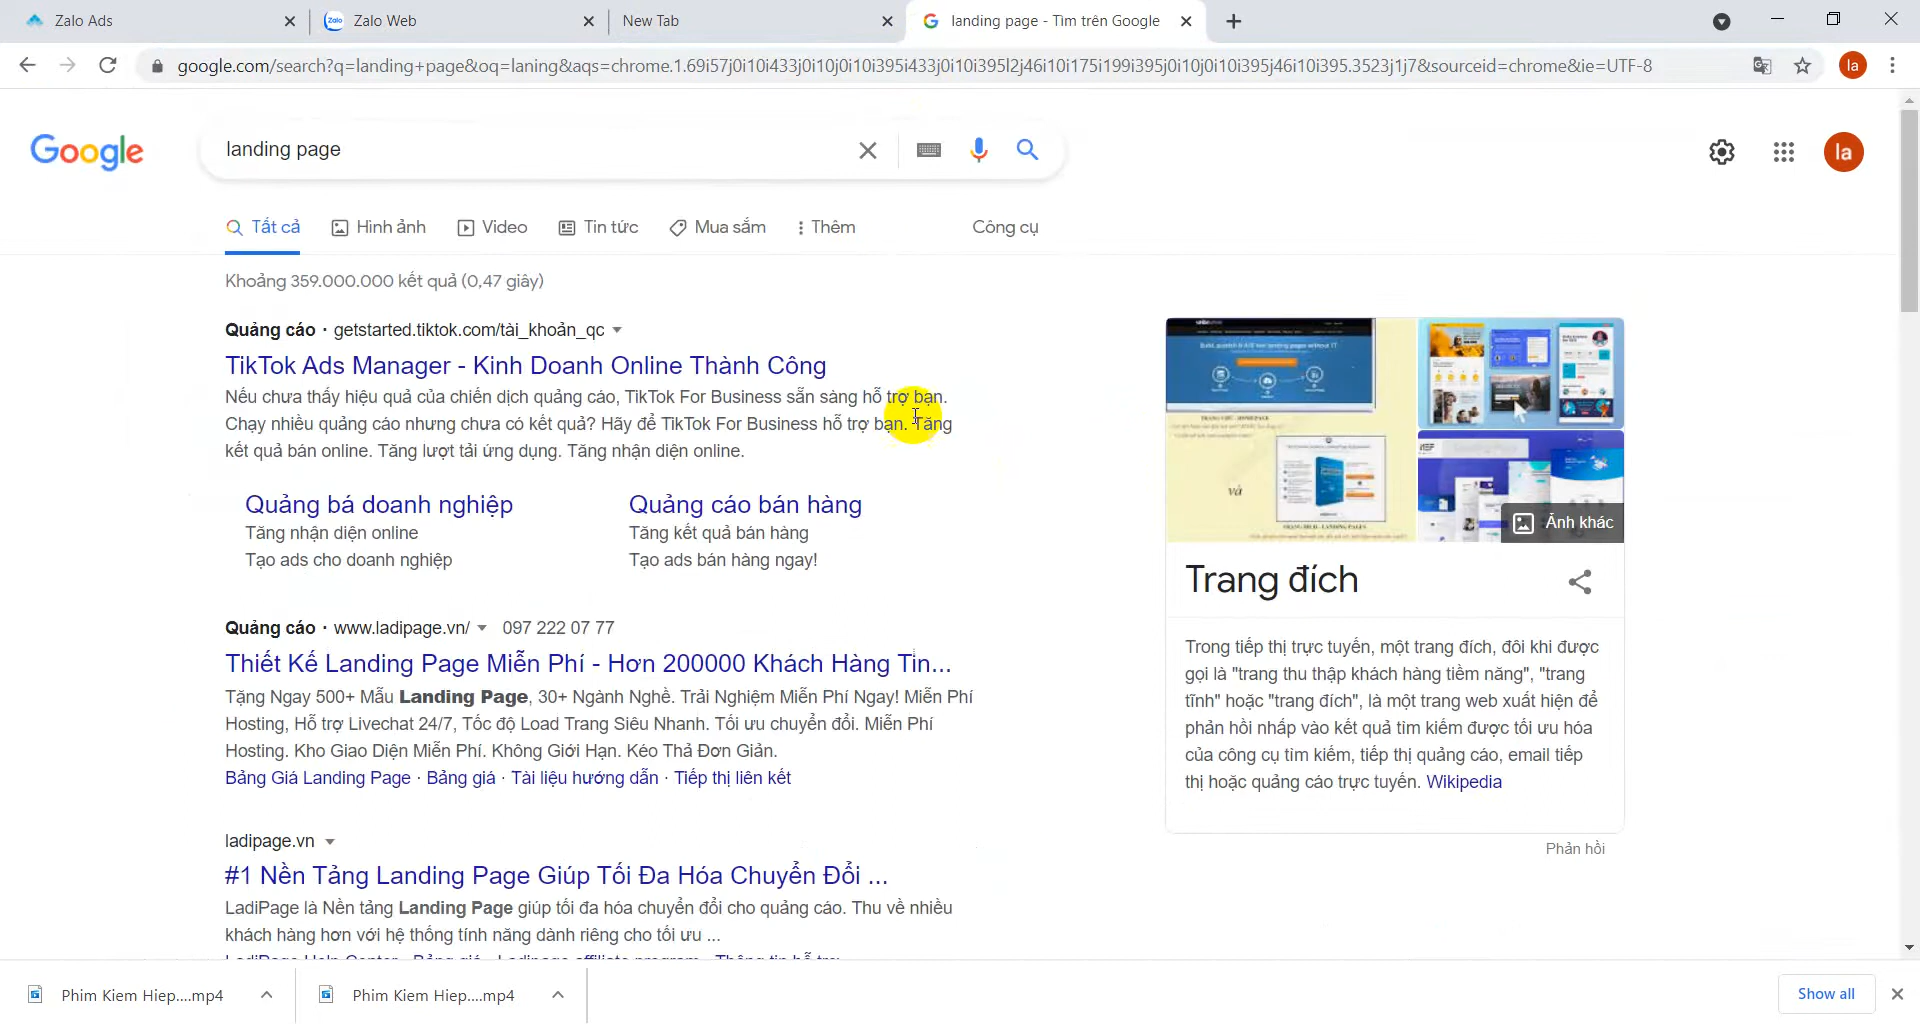 Zalo Ads
Zalo Zalo Web
New Tab
landing page - Tìm trên Google
google.com/search?q=landing+page&oq=laning&aqs=chrome.1.69i57j0i10i433j0i10j0i10i395i433j0i10i395l2j46i10i175i199i395j0i10j0i10i395j46i10i395.3523j1j7&sourceid=chrome&ie=UTF-8
la
Google
landing page
la
Tất cả
Hình ảnh
Video
Tin tức
Mua sắm
Thêm
Công cụ
Khoảng 359.000.000 kết quả (0,47 giây)
Quảng cáo · getstarted.tiktok.com/tài_khoản_qc
TikTok Ads Manager - Kinh Doanh Online Thành Công
Nếu chưa thấy hiệu quả của chiến dịch quảng cáo, TikTok For Business sẵn sàng hỗ trợ bạn.
Chạy nhiều quảng cáo nhưng chưa có kết quả? Hãy để TikTok For Business hỗ trợ bạn. Tăng
kết quả bán online. Tăng lượt tải ứng dụng. Tăng nhận diện online.
Quảng bá doanh nghiệp
Tăng nhận diện online
Tạo ads cho doanh nghiệp
Quảng cáo bán hàng
Tăng kết quả bán hàng
Tạo ads bán hàng ngay!
Quảng cáo · www.ladipage.vn/ 097 222 07 77
Thiết Kế Landing Page Miễn Phí - Hơn 200000 Khách Hàng Tin...
Tặng Ngay 500+ Mẫu Landing Page, 30+ Ngành Nghề. Trải Nghiệm Miễn Phí Ngay! Miễn Phí
Hosting, Hỗ trợ Livechat 24/7, Tốc độ Load Trang Siêu Nhanh. Tối ưu chuyển đổi. Miễn Phí
Hosting. Kho Giao Diện Miễn Phí. Không Giới Hạn. Kéo Thả Đơn Giản.
Bảng Giá Landing Page · Bảng giá · Tài liệu hướng dẫn · Tiếp thị liên kết
ladipage.vn
#1 Nền Tảng Landing Page Giúp Tối Đa Hóa Chuyển Đổi ...
LadiPage là Nền tảng Landing Page giúp tối đa hóa chuyển đổi cho quảng cáo. Thu về nhiều
khách hàng hơn với hệ thống tính năng dành riêng cho tối ưu ...
và
Ảnh khác
Trang đích
Trong tiếp thị trực tuyến, một trang đích, đôi khi được
gọi là "trang thu thập khách hàng tiềm năng", "trang
tĩnh" hoặc "trang đích", là một trang web xuất hiện để
phản hồi nhấp vào kết quả tìm kiếm được tối ưu hóa
của công cụ tìm kiếm, tiếp thị quảng cáo, email tiếp
thị hoặc quảng cáo trực tuyến. Wikipedia
Phản hồi
Phim Kiem Hiep....mp4
Phim Kiem Hiep....mp4
Show all